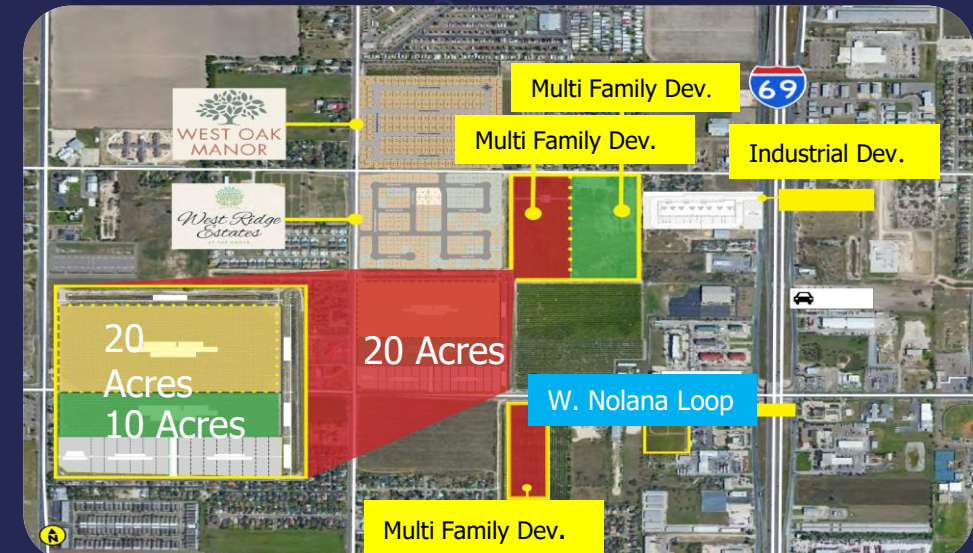 Multi Family Dev.
69
WEST OAK
MANOR
Multi Family Dev.
Industrial Dev.
West Ridge
Estates
20
Acres
20 Acres
10 Acres
W. Nolana Loop
Multi Family Dev.
N